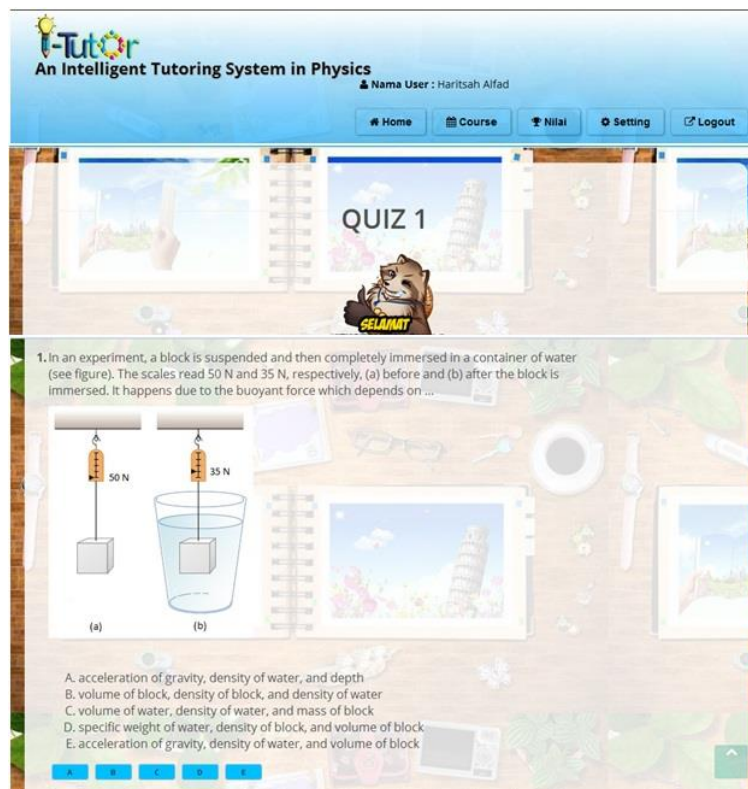 i-Tutor
An Intelligent Tutoring System in Physics
Nama User : Haritsah Alfad
Home
Course
Nilai
Setting
Logout
QUIZ 1
SELAMAT
1. In an experiment, a block is suspended and then completely immersed in a container of water
(see figure). The scales read 50 N and 35 N, respectively, (a) before and (b) after the block is
immersed. It happens due to the buoyant force which depends on ...
50 N
35 N
(a)
(b)
A. acceleration of gravity, density of water, and depth
B. volume of block, density of block, and density of water
C. volume of water, density of water, and mass of block
D. specific weight of water, density of block, and volume of block
E. acceleration of gravity, density of water, and volume of block
A
B
C
D
E